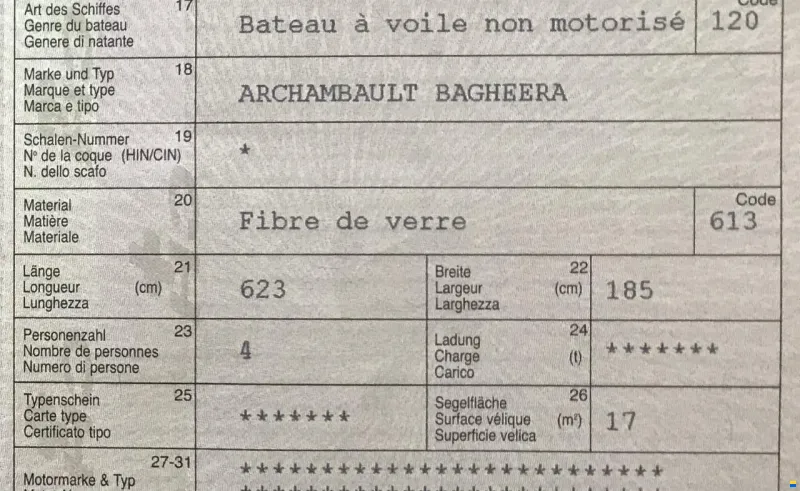 Art des Schiffes 17
Genre du bateau
Genere di natante
Bateau à voile non motorisé
Code
120
Marke und Typ 18
Marque et type
Marca e tipo
ARCHAMBAULT BAGHEERA
Schalen-Nummer 19
Nº de la coque (HIN/CIN)
N. dello scafo
*
Material 20
Matière
Materiale
Fibre de verre
Code
613
Länge 21
Longueur (cm)
Lunghezza
623
Breite 22
Largeur (cm)
Larghezza
185
Personenzahl 23
Nombre de personnes
Numero di persone
4
Ladung 24
Charge (t)
Carico
*******
Typenschein 25
Carte type
Certificato tipo
*******
Segelfläche 26
Surface vélique (m²)
Superficie velica
17
27-31
Motormarke & Typ
**************************